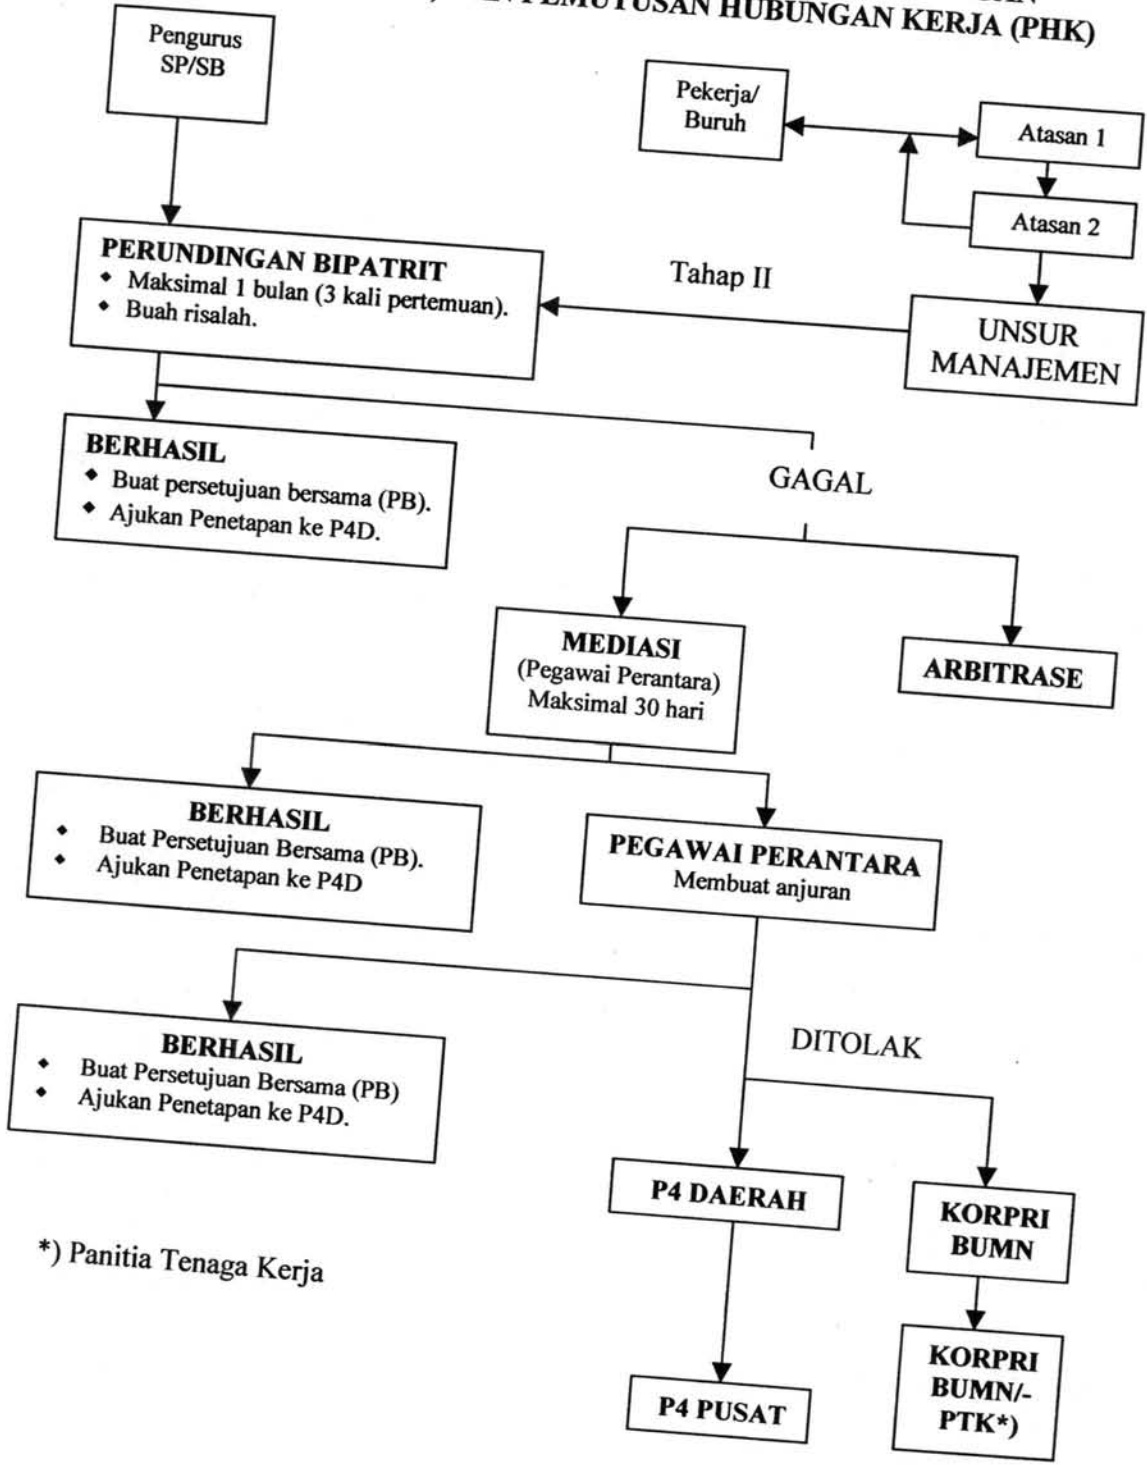 PEMUTUSAN HUBUNGAN KERJA (PHK)
Pengurus
SP/SB
Pekerja/
Buruh
Atasan 1
Atasan 2
UNSUR
MANAJEMEN
Tahap II
PERUNDINGAN BIPATRIT
◆ Maksimal 1 bulan (3 kali pertemuan).
◆ Buah risalah.
BERHASIL
◆ Buat persetujuan bersama (PB).
◆ Ajukan Penetapan ke P4D.
GAGAL
MEDIASI
(Pegawai Perantara)
Maksimal 30 hari
ARBITRASE
BERHASIL
◆ Buat Persetujuan Bersama (PB).
◆ Ajukan Penetapan ke P4D
PEGAWAI PERANTARA
Membuat anjuran
BERHASIL
◆ Buat Persetujuan Bersama (PB)
◆ Ajukan Penetapan ke P4D.
DITOLAK
P4 DAERAH
KORPRI
BUMN
*) Panitia Tenaga Kerja
P4 PUSAT
KORPRI
BUMN/-
PTK*)